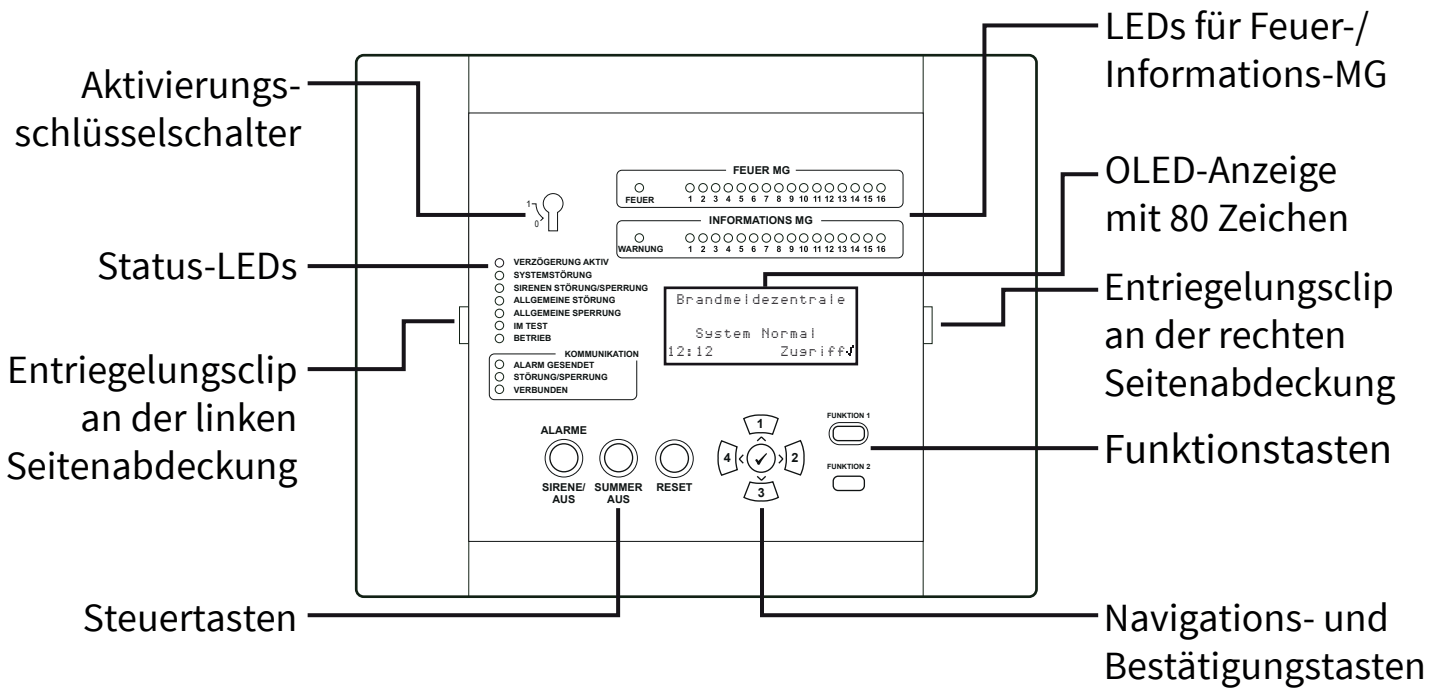 LEDs für Feuer-/
Informations-MG
Aktivierungs-
schlüsselschalter
OLED-Anzeige
mit 80 Zeichen
FEUER MG
FEUER
1 2 3 4 5 6 7 8 9 10 11 12 13 14 15 16
1
0
INFORMATIONS MG
WARNUNG
1 2 3 4 5 6 7 8 9 10 11 12 13 14 15 16
Status-LEDs
VERZÖGERUNG AKTIV
SYSTEMSTÖRUNG
SIRENEN STÖRUNG/SPERRUNG
ALLGEMEINE STÖRUNG
ALLGEMEINE SPERRUNG
IM TEST
BETRIEB
Brandmeldezentrale
System Normal
12:12 Zugriff✓
Entriegelungsclip
an der rechten
Seitenabdeckung
Entriegelungsclip
an der linken
Seitenabdeckung
KOMMUNIKATION
ALARM GESENDET
STÖRUNG/SPERRUNG
VERBUNDEN
ALARME
SIRENE/
AUS
SUMMER
AUS
RESET
1
4 ✓ 2
3
FUNKTION 1
FUNKTION 2
Funktionstasten
Steuertasten
Navigations- und
Bestätigungstasten